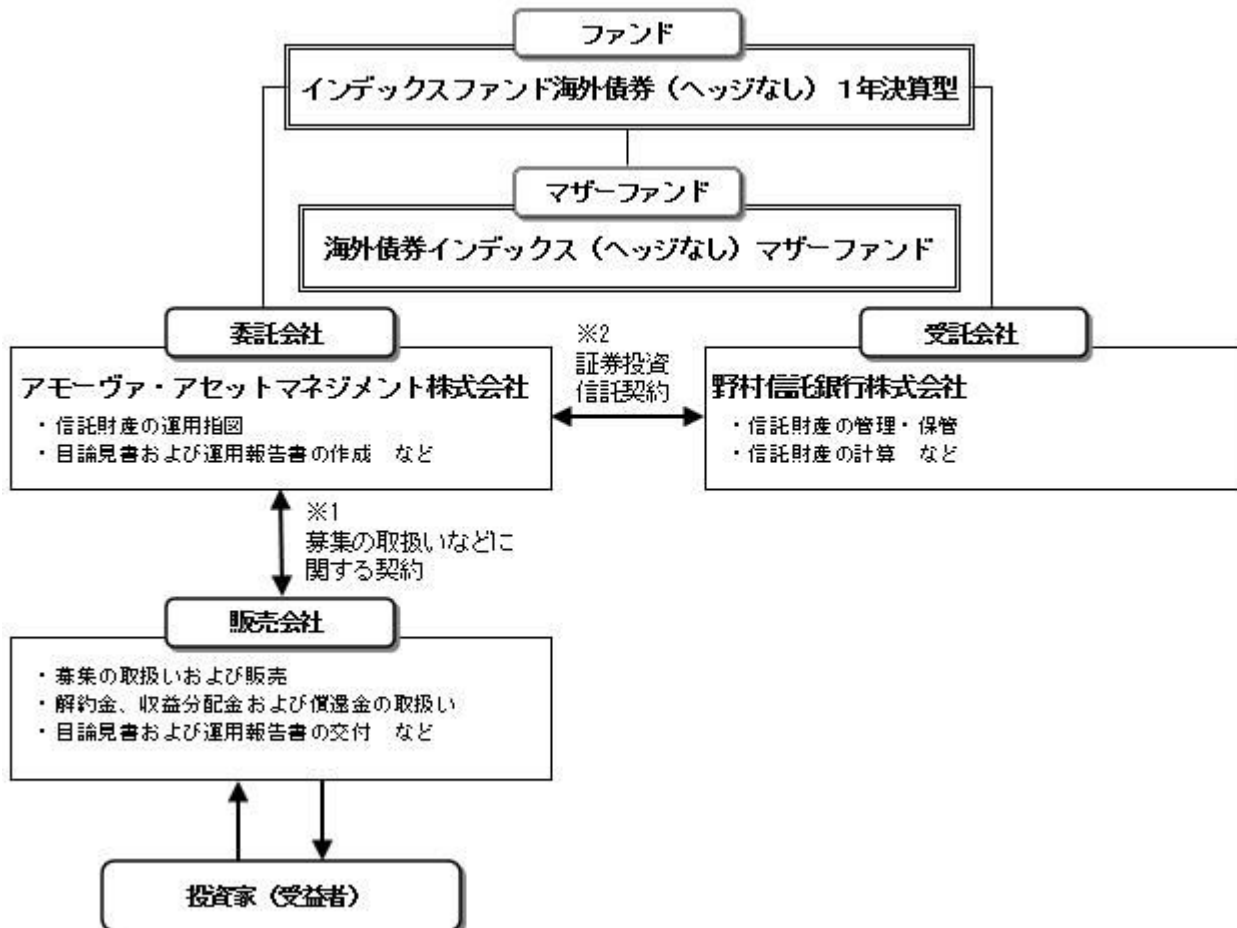 ファンド
インデックスファンド海外債券（ヘッジなし）１年決算型
マザーファンド
海外債券インデックス（ヘッジなし）マザーファンド
委託会社
アモーヴァ・アセットマネジメント株式会社
・信託財産の運用指図
・目論見書および運用報告書の作成　など
※2
証券投資
信託契約
受託会社
野村信託銀行株式会社
・信託財産の管理・保管
・信託財産の計算　など
※1
募集の取扱いなどに
関する契約
販売会社
・募集の取扱いおよび販売
・解約金、収益分配金および償還金の取扱い
・目論見書および運用報告書の交付　など
投資家（受益者）